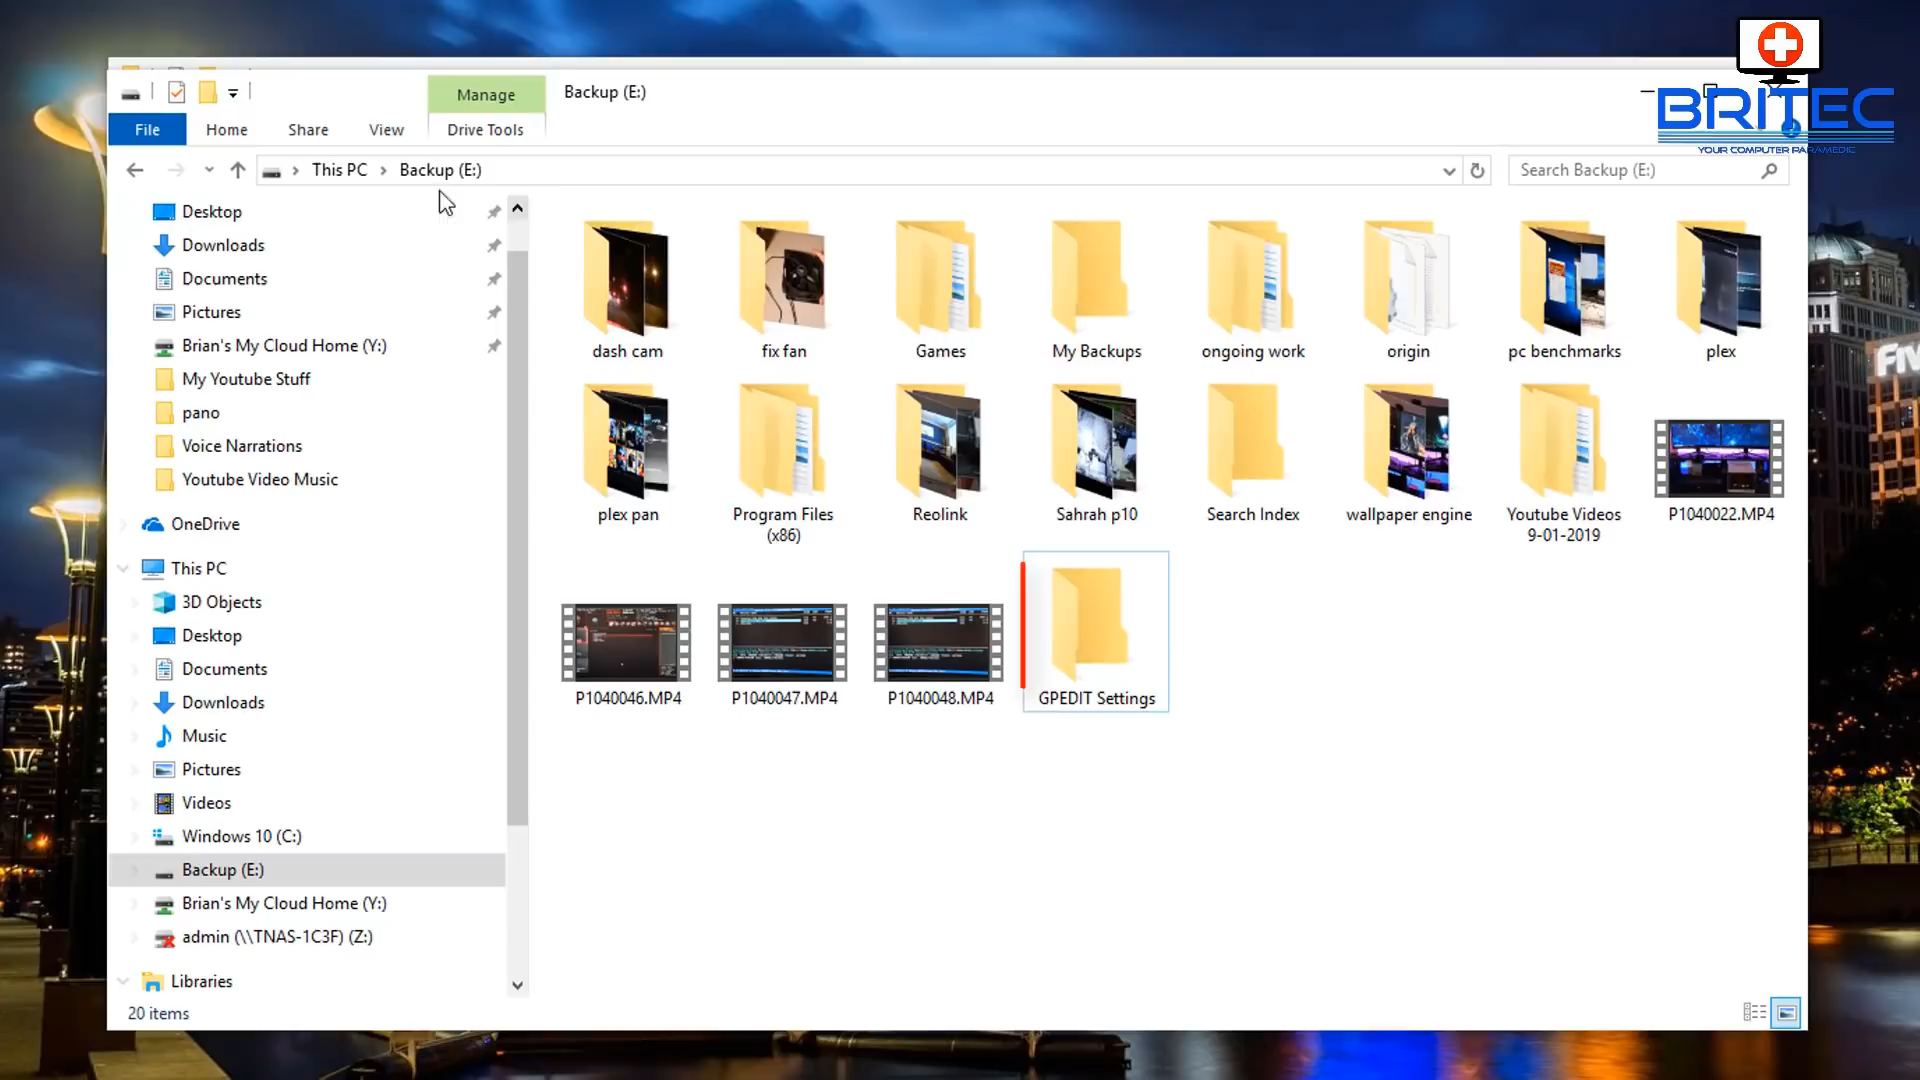 Manage
Backup (E:)
File
Home
Share
View
Drive Tools
This PC
Backup (E:)
Search Backup (E:)
BRITEC
YOUR COMPUTER PARAMEDIC
Desktop
Downloads
Documents
Pictures
Brian's My Cloud Home (Y:)
My Youtube Stuff
pano
Voice Narrations
Youtube Video Music
OneDrive
This PC
3D Objects
Desktop
Documents
Downloads
Music
Pictures
Videos
Windows 10 (C:)
Backup (E:)
Brian's My Cloud Home (Y:)
admin (\\TNAS-1C3F) (Z:)
Libraries
20 items
dash cam
fix fan
Games
My Backups
ongoing work
origin
pc benchmarks
plex
plex pan
Program Files
(x86)
Reolink
Sahrah p10
Search Index
wallpaper engine
Youtube Videos
9-01-2019
P1040022.MP4
P1040046.MP4
P1040047.MP4
P1040048.MP4
GPEDIT Settings